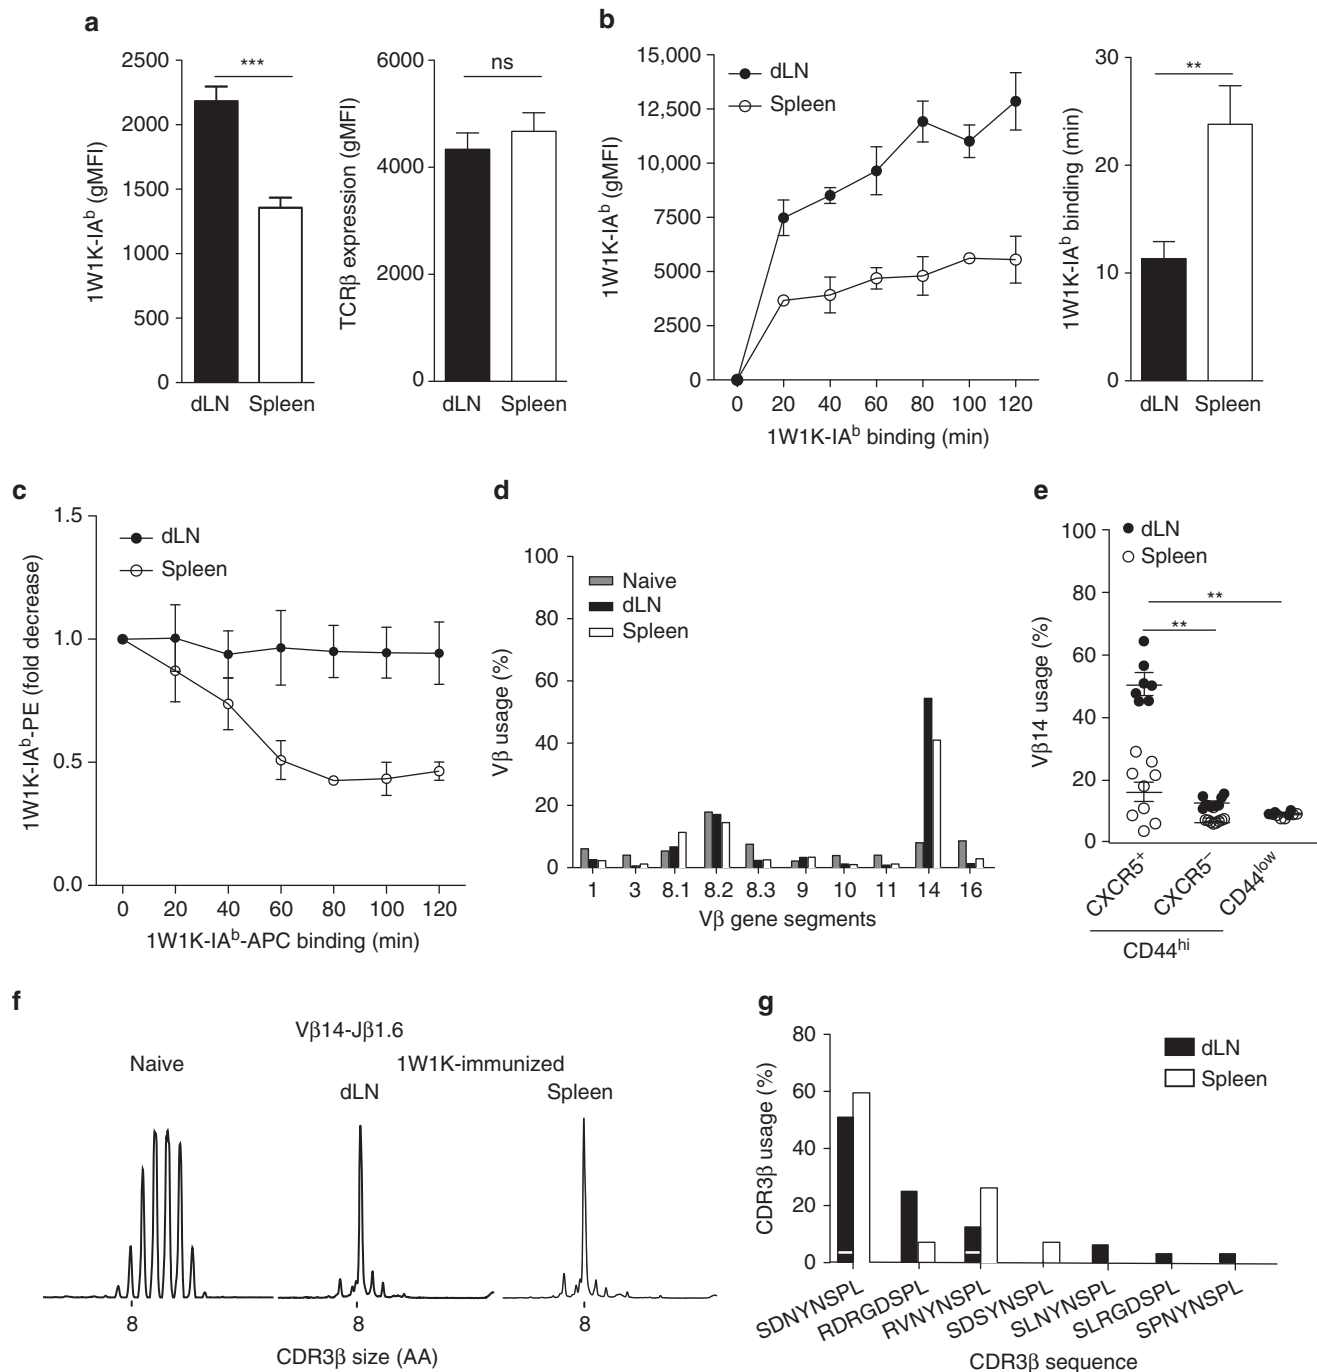 a
2500
2000
1500
1000
500
0
1W1K-IAᵇ (gMFI)
***
dLN Spleen
6000
4000
2000
0
TCRβ expression (gMFI)
ns
dLN Spleen
b
15,000
12,500
10,000
7500
5000
2500
0
1W1K-IAᵇ (gMFI)
dLN
Spleen
0 20 40 60 80 100 120
1W1K-IAᵇ binding (min)
30
20
10
0
1W1K-IAᵇ binding (min)
**
dLN Spleen
c
1.5
1.0
0.5
0.0
1W1K-IAᵇ-PE (fold decrease)
dLN
Spleen
0 20 40 60 80 100 120
1W1K-IAᵇ-APC binding (min)
d
100
80
60
40
20
0
Vβ usage (%)
Naive
dLN
Spleen
1 3 8.1 8.2 8.3 9 10 11 14 16
Vβ gene segments
e
100
80
60
40
20
0
Vβ14 usage (%)
dLN
Spleen
**
**
CXCR5⁺ CXCR5⁻ CD44ˡᵒʷ
CD44ʰⁱ
f
Vβ14-Jβ1.6
Naive 1W1K-immunized
dLN Spleen
8 8 8
CDR3β size (AA)
g
80
60
40
20
0
CDR3β usage (%)
dLN
Spleen
SDNYNSPL RDRGDSPL RVNYNSPL SDSYNSPL SLNYNSPL SLRGDSPL SPNYNSPL
CDR3β sequence